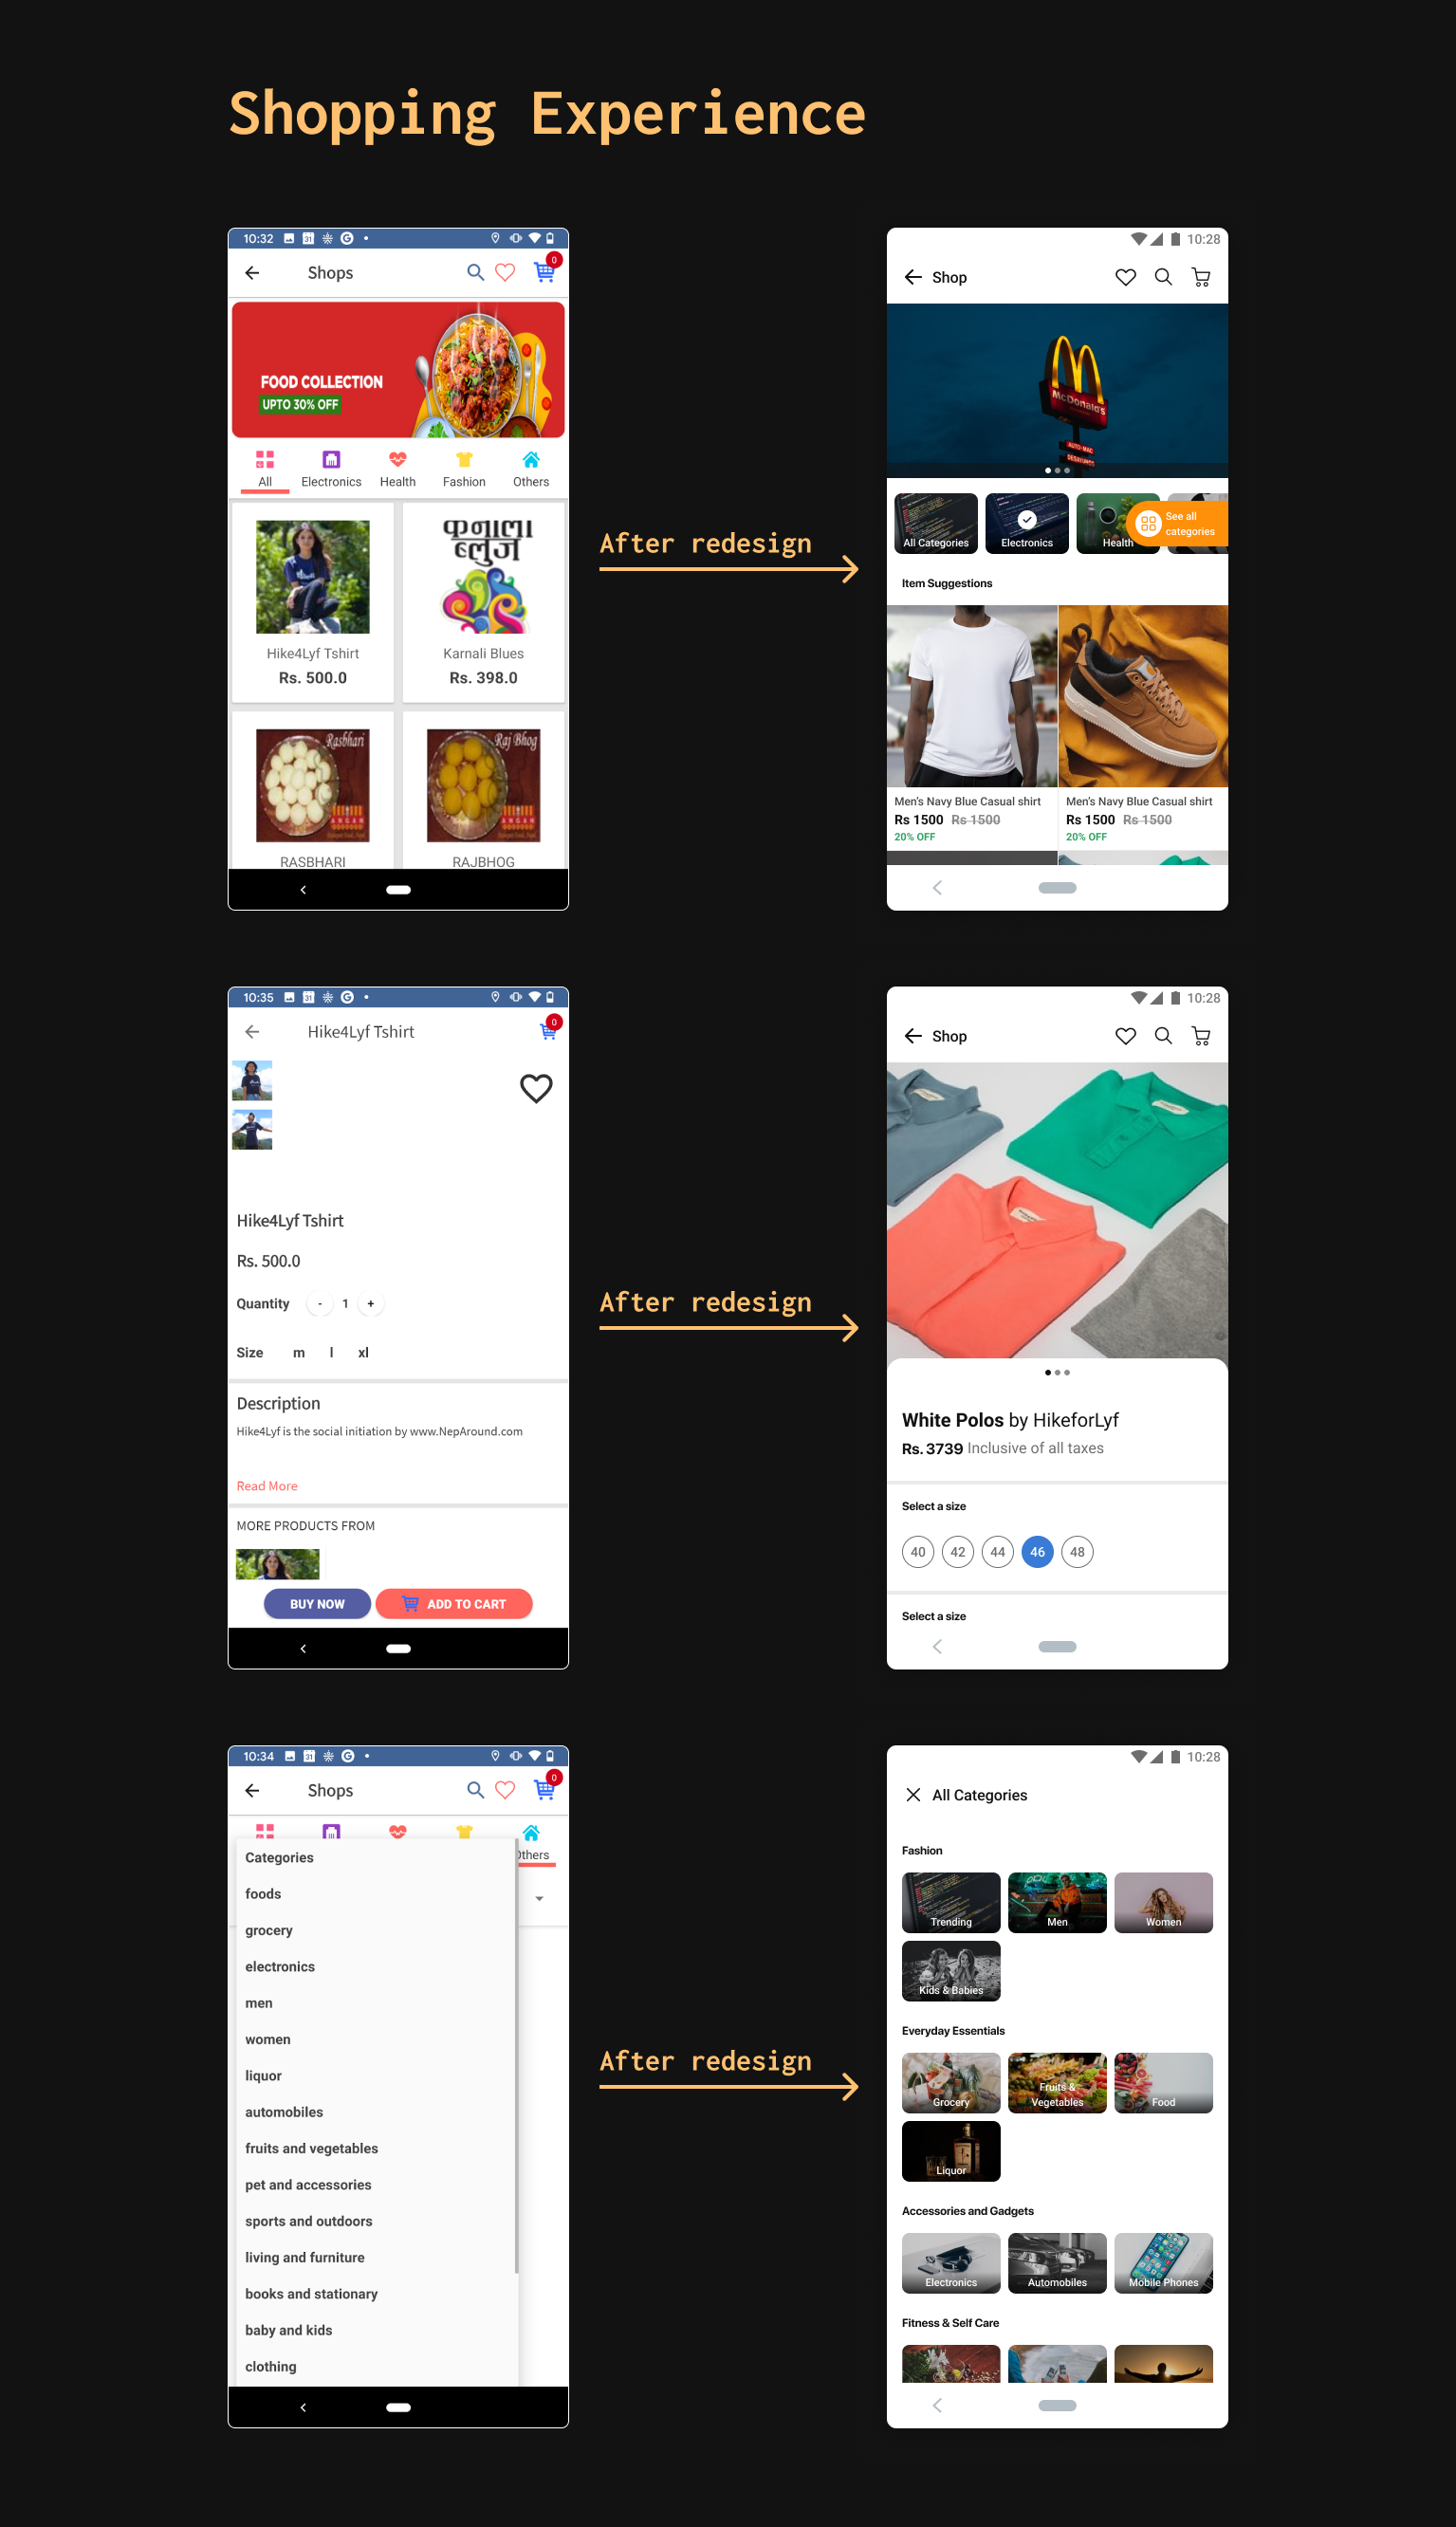 Shopping Experience
10:32
Shops
0
FOOD COLLECTION
UPTO 30% OFF
All
Electronics
Health
Fashion
Others
कर्नाली
ब्लुज
Hike4Lyf Tshirt
Karnali Blues
Rs. 500.0
Rs. 398.0
Rasbhari
Raj Bhog
RASBHARI
RAJBHOG
After redesign
10:28
Shop
McDonald's
AUTO-MAC
All Categories
Electronics
Health
See all
categories
Item Suggestions
Men's Navy Blue Casual shirt
Men's Navy Blue Casual shirt
Rs 1500 Rs 1500
Rs 1500 Rs 1500
20% OFF
20% OFF
10:35
Hike4Lyf Tshirt
0
Hike4Lyf Tshirt
Rs. 500.0
Quantity - 1 +
Size m l xl
Description
Hike4Lyf is the social initiation by www.NepAround.com
Read More
MORE PRODUCTS FROM
BUY NOW
ADD TO CART
After redesign
10:28
Shop
White Polos by HikeforLyf
Rs. 3739 Inclusive of all taxes
Select a size
40 42 44 46 48
Select a size
10:34
Shops
0
Others
Categories
foods
grocery
electronics
men
women
liquor
automobiles
fruits and vegetables
pet and accessories
sports and outdoors
living and furniture
books and stationary
baby and kids
clothing
After redesign
10:28
All Categories
Fashion
Trending
Men
Women
Kids & Babies
Everyday Essentials
Grocery
Fruits &
Vegetables
Food
Liquor
Accessories and Gadgets
Electronics
Automobiles
Mobile Phones
Fitness & Self Care